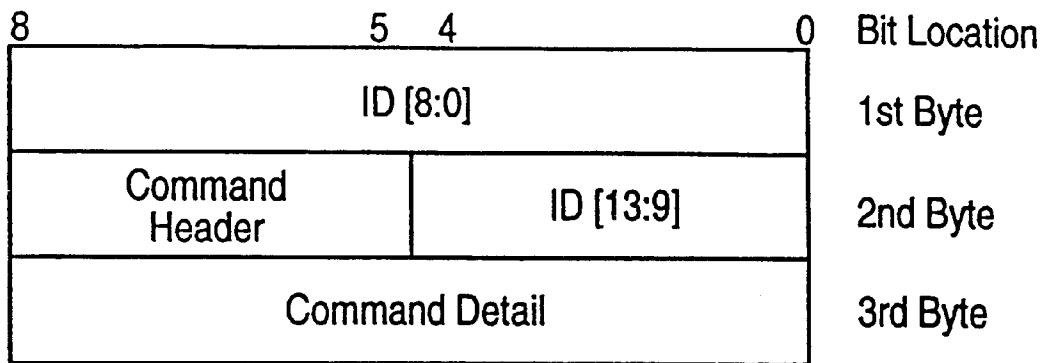 8 5 4 0 Bit Location
ID [8:0] 1st Byte
Command
Header ID [13:9] 2nd Byte
Command Detail 3rd Byte